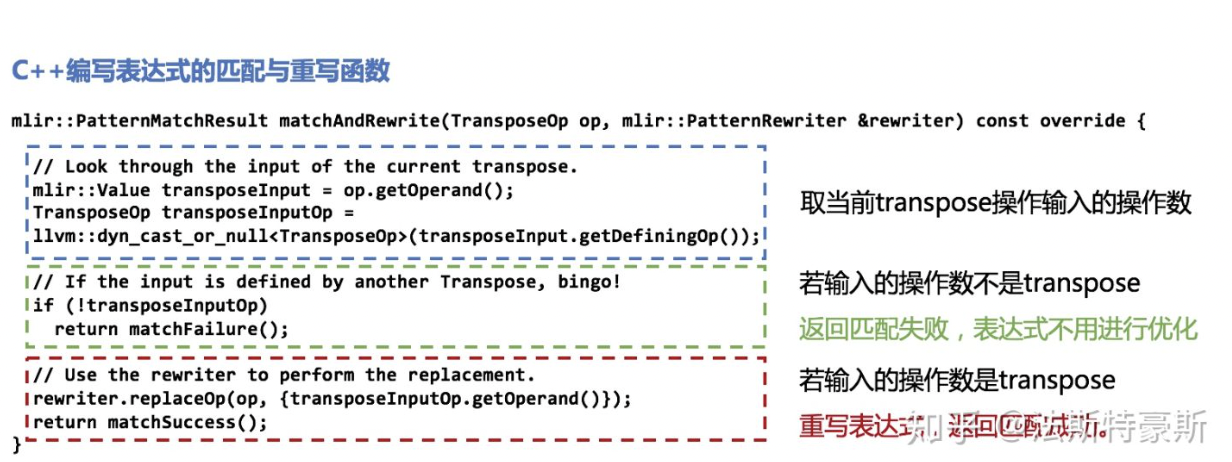 C++编写表达式的匹配与重写函数
mlir::PatternMatchResult matchAndRewrite(TransposeOp op, mlir::PatternRewriter &rewriter) const override {
// Look through the input of the current transpose.
mlir::Value transposeInput = op.getOperand();
TransposeOp transposeInputOp =
llvm::dyn_cast_or_null<TransposeOp>(transposeInput.getDefiningOp());
取当前transpose操作输入的操作数
// If the input is defined by another Transpose, bingo!
if (!transposeInputOp)
return matchFailure();
若输入的操作数不是transpose
返回匹配失败，表达式不用进行优化
// Use the rewriter to perform the replacement.
rewriter.replaceOp(op, {transposeInputOp.getOperand()});
return matchSuccess();
}
若输入的操作数是transpose
重写表达式，返回匹配成功。
知乎 @法斯特豪斯